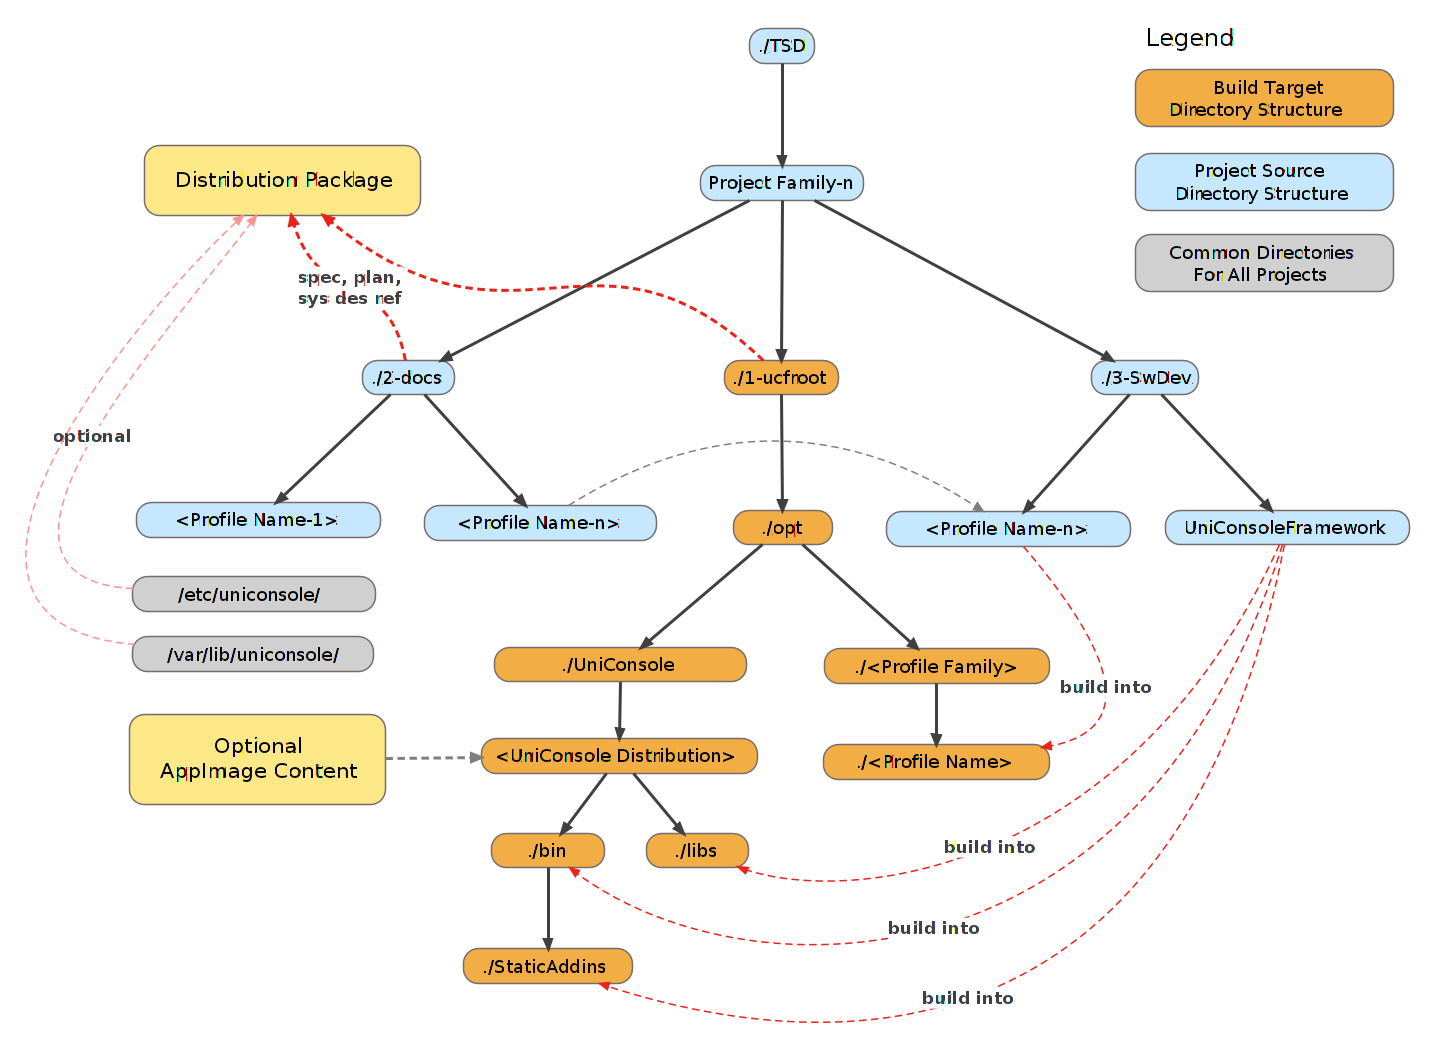 ./TSD
Legend
Build Target
Directory Structure
Project Source
Directory Structure
Common Directories
For All Projects
Distribution Package
Project Family-n
spec, plan,
sys des ref
./2-docs
./1-ucfroot
./3-SwDev
optional
<Profile Name-1>
<Profile Name-n>
./opt
<Profile Name-n>
UniConsoleFramework
/etc/uniconsole/
/var/lib/uniconsole/
./UniConsole
./<Profile Family>
build into
Optional
AppImage Content
<UniConsole Distribution>
./<Profile Name>
./bin
./libs
build into
build into
./StaticAddins
build into